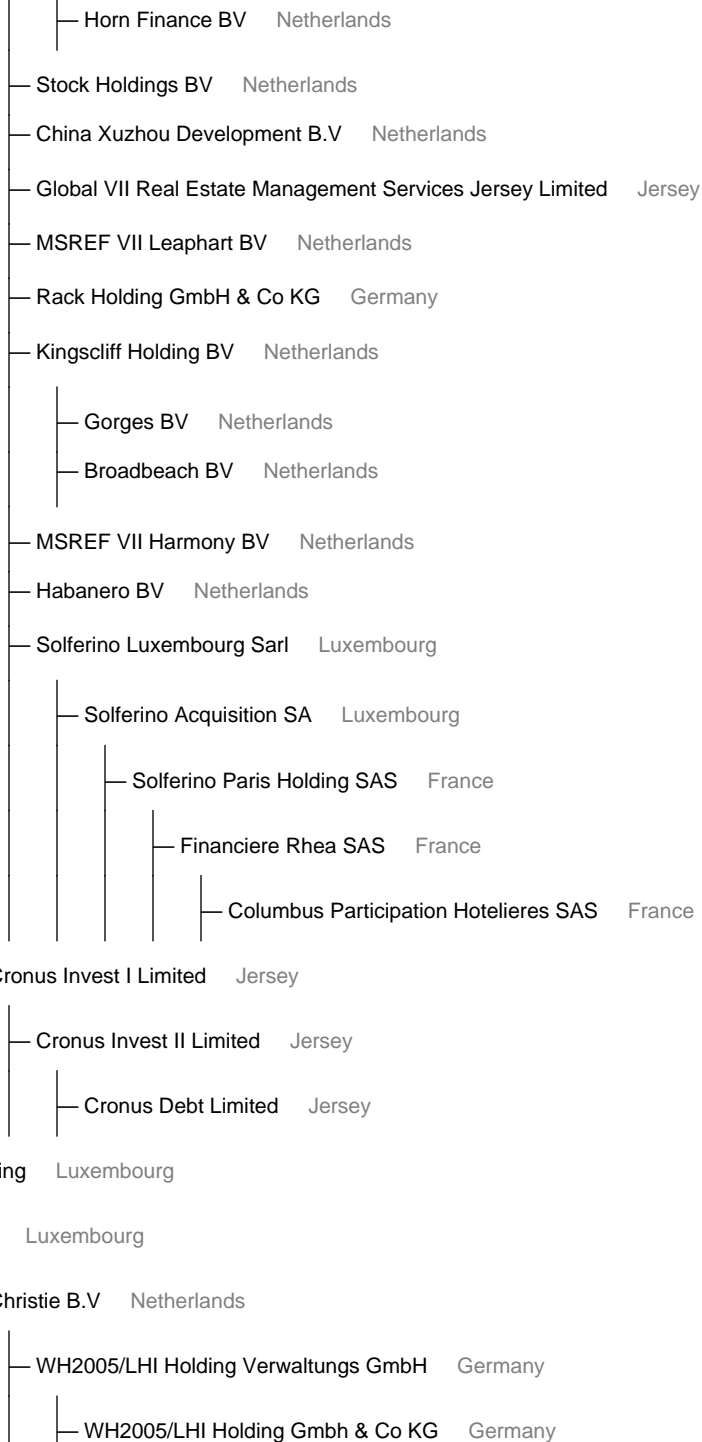 Horn Finance BV Netherlands
Stock Holdings BV Netherlands
China Xuzhou Development B.V Netherlands
Global VII Real Estate Management Services Jersey Limited Jersey
MSREF VII Leaphart BV Netherlands
Rack Holding GmbH & Co KG Germany
Kingscliff Holding BV Netherlands
Gorges BV Netherlands
Broadbeach BV Netherlands
MSREF VII Harmony BV Netherlands
Habanero BV Netherlands
Solferino Luxembourg Sarl Luxembourg
Solferino Acquisition SA Luxembourg
Solferino Paris Holding SAS France
Financiere Rhea SAS France
Columbus Participation Hotelieres SAS France
Cronus Invest I Limited Jersey
Cronus Invest II Limited Jersey
Cronus Debt Limited Jersey
ing Luxembourg
Luxembourg
Christie B.V Netherlands
WH2005/LHI Holding Verwaltungs GmbH Germany
WH2005/LHI Holding Gmbh & Co KG Germany